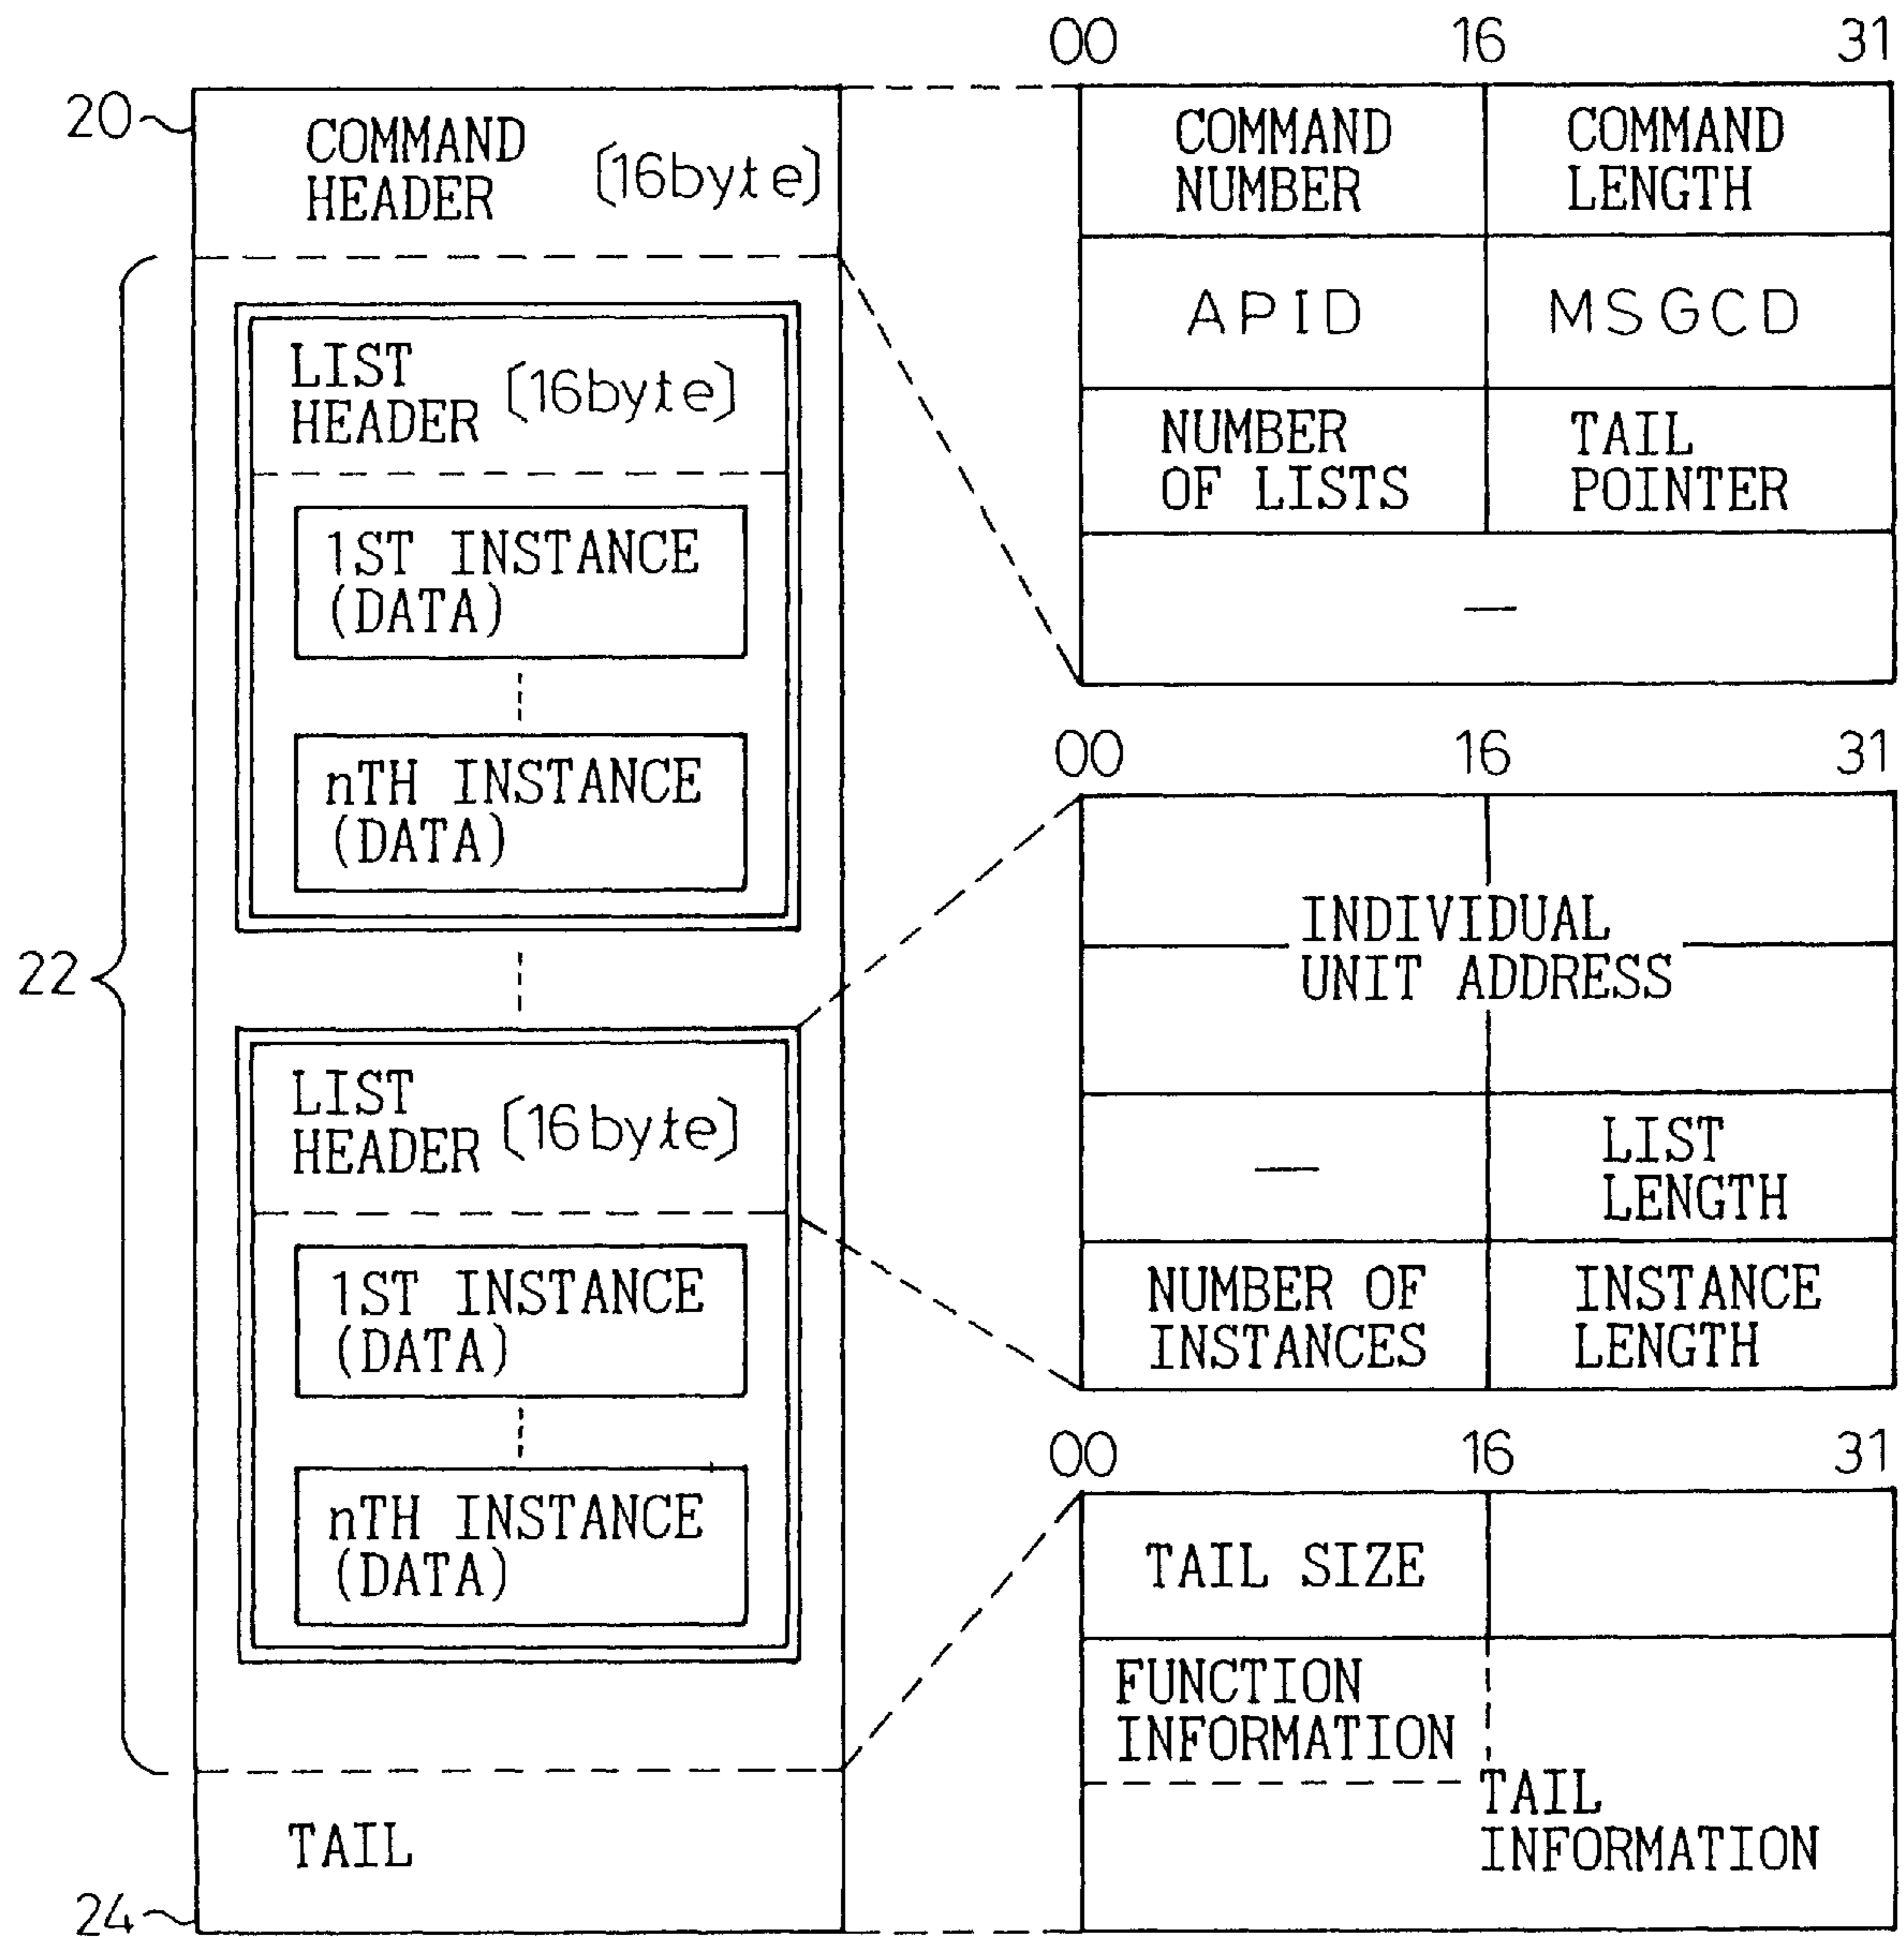 20
COMMAND
HEADER [16byte]
22
LIST
HEADER [16byte]
1ST INSTANCE
(DATA)
nTH INSTANCE
(DATA)
LIST
HEADER [16byte]
1ST INSTANCE
(DATA)
nTH INSTANCE
(DATA)
TAIL
24
00 16 31
COMMAND
NUMBER
COMMAND
LENGTH
APID
MSGCD
NUMBER
OF LISTS
TAIL
POINTER
—
00 16 31
INDIVIDUAL
UNIT ADDRESS
—
LIST
LENGTH
NUMBER OF
INSTANCES
INSTANCE
LENGTH
00 16 31
TAIL SIZE
FUNCTION
INFORMATION
TAIL
INFORMATION